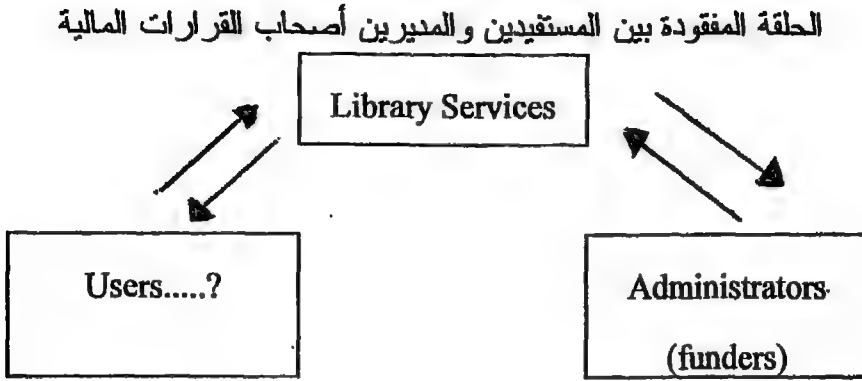 الحلقة المفقودة بين المستفيدين والمديرين أصحاب القرارات المالية
Library Services
Users.....?
Administrators
(funders)